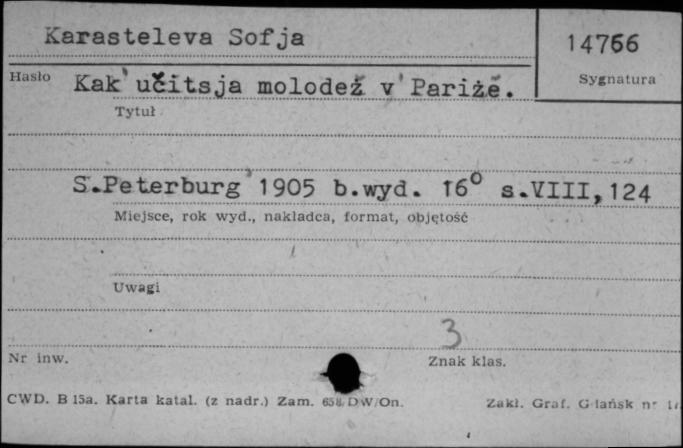 Karasteleva Sofja
14766
Hasło
Sygnatura
Kak' učitsja molodež v' Pariže.
Tytuł
S.Peterburg' 1905 b.wyd. 16° s.VIII,124
Miejsce, rok wyd., nakładca, format, objętość
Uwagi
3
Nr inw.
Znak klas.
CWD. B 15a. Karta katal. (z nadr.) Zam. 658 DW/On.
Zakł. Graf. Gdańsk nr